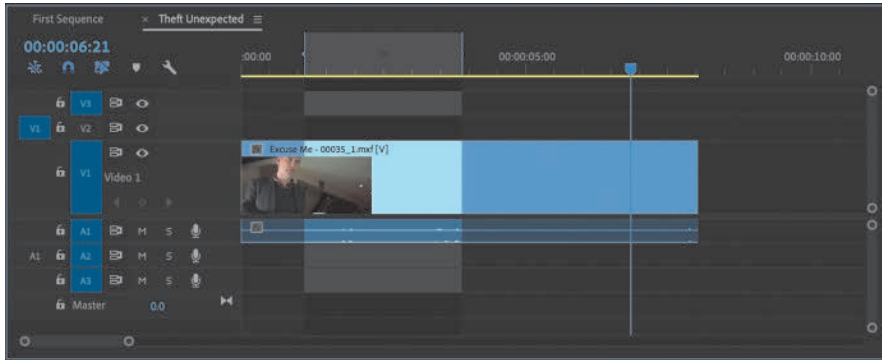 First Sequence × Theft Unexpected
00:00:06:21
:00:00 00:00:05:00 00:00:10:00
V3
V1 V2
Excuse Me - 00035_1.mxf [V]
fx
V1 Video 1
A1 M S
A1 A2 M S
A3 M S
Master 0.0